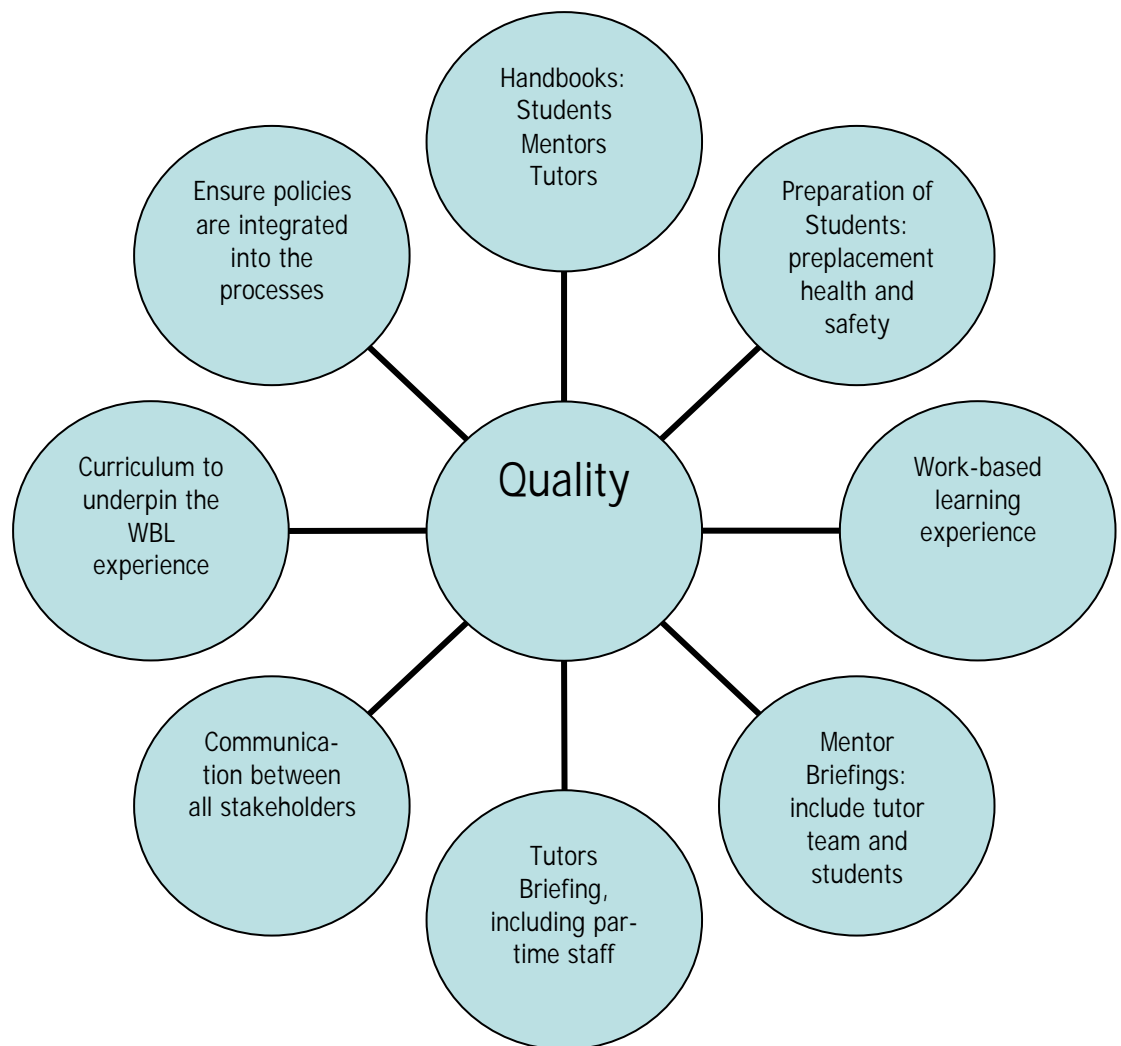 Handbooks:
Students
Mentors
Tutors
Ensure policies
are integrated
into the
processes
Preparation of
Students:
preplacement
health and
safety
Curriculum to
underpin the
WBL
experience
Quality
Work-based
learning
experience
Communica-
tion between
all stakeholders
Mentor
Briefings:
include tutor
team and
students
Tutors
Briefing,
including par-
time staff